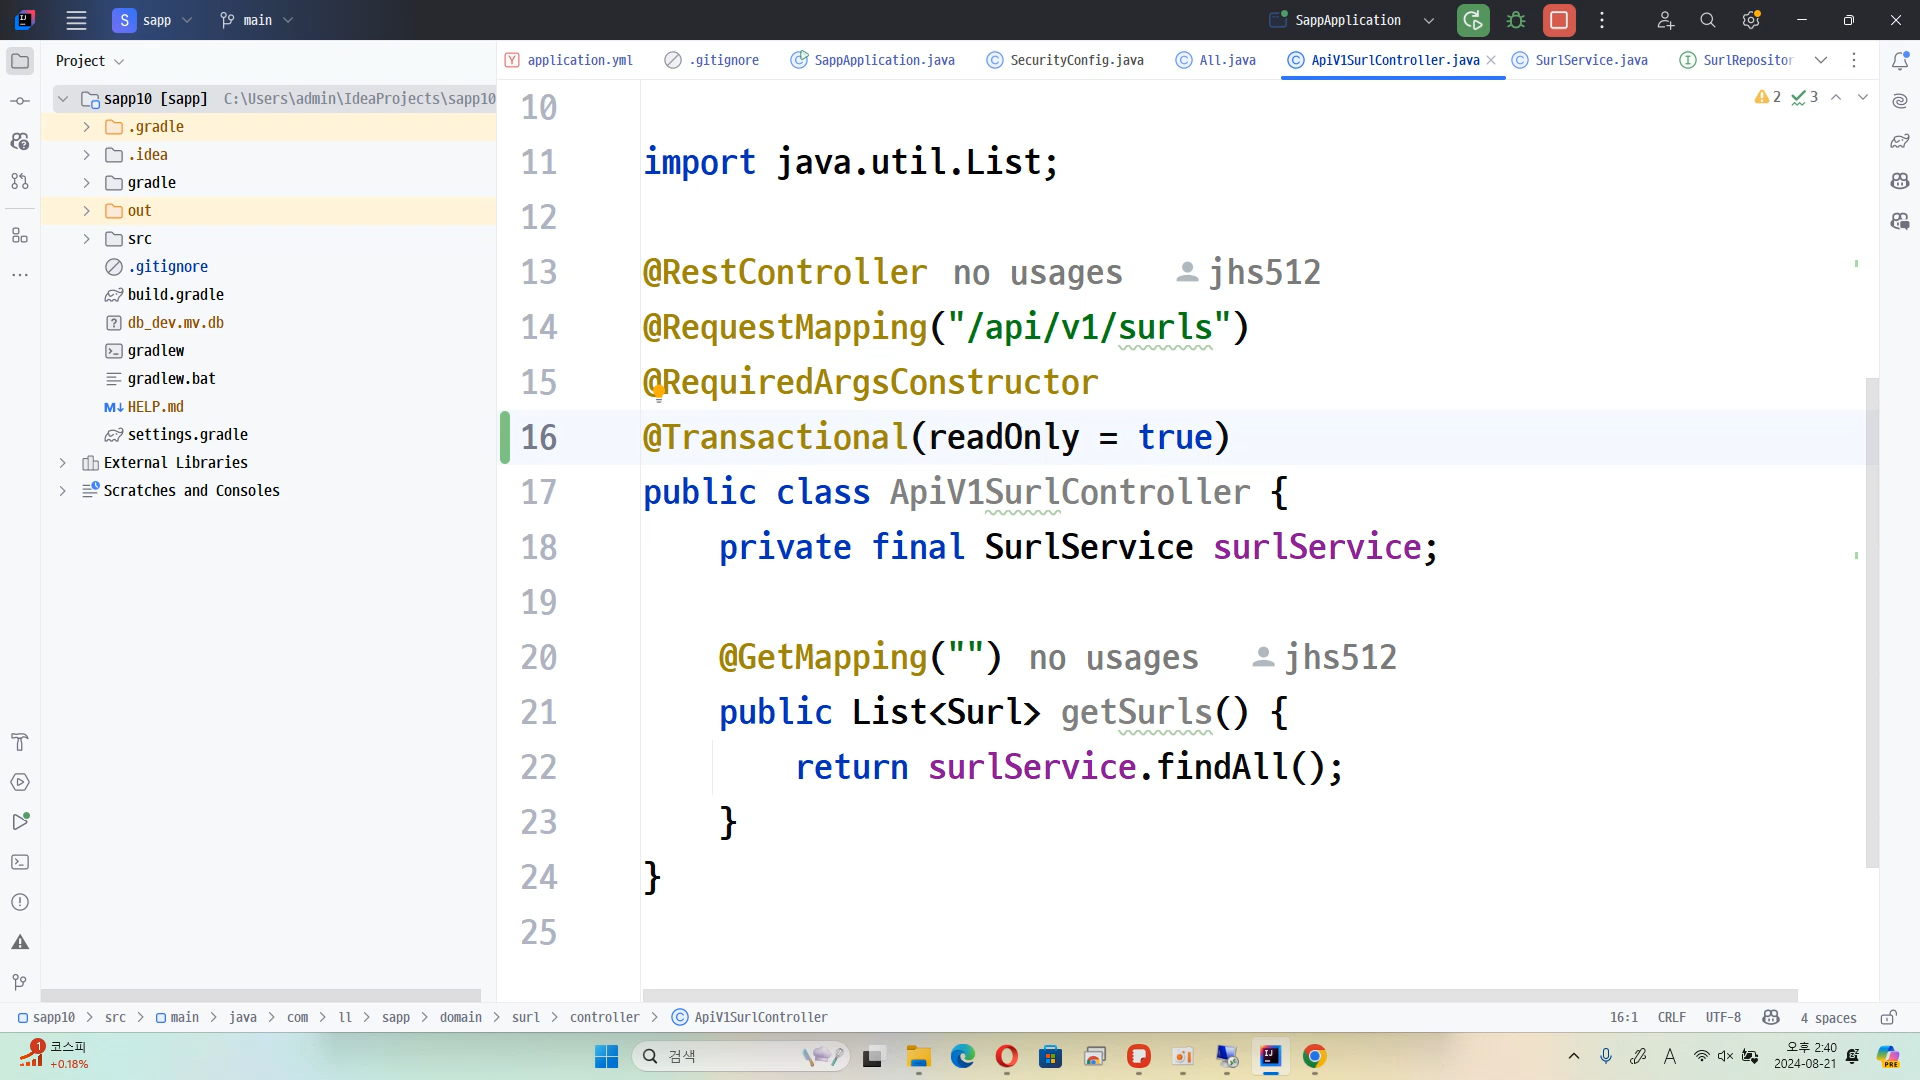 S sapp main SappApplication
Project
application.yml .gitignore SappApplication.java SecurityConfig.java All.java ApiV1SurlController.java SurlService.java SurlRepositor
sapp10 [sapp] C:\Users\admin\IdeaProjects\sapp10
.gradle
.idea
gradle
out
src
.gitignore
build.gradle
db_dev.mv.db
gradlew
gradlew.bat
M↓ HELP.md
settings.gradle
External Libraries
Scratches and Consoles
2 3
10
11 import java.util.List;
12
13 @RestController no usages jhs512
14 @RequestMapping("/api/v1/surls")
15 @RequiredArgsConstructor
16 @Transactional(readOnly = true)
17 public class ApiV1SurlController {
18 private final SurlService surlService;
19
20 @GetMapping("") no usages jhs512
21 public List<Surl> getSurls() {
22 return surlService.findAll();
23 }
24 }
25
sapp10 > src > main > java > com > ll > sapp > domain > surl > controller > ApiV1SurlController
16:1 CRLF UTF-8 4 spaces
1 코스피
+0.18%
검색
A
오후 2:40
2024-08-21
PRE